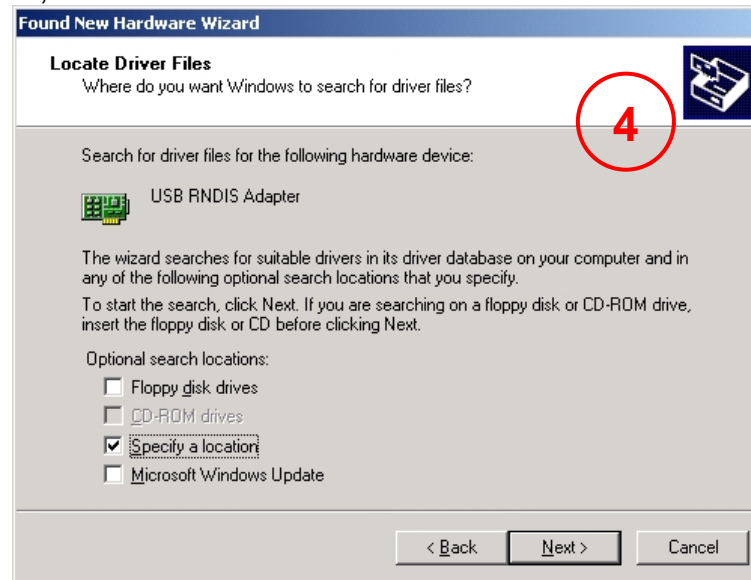 Found New Hardware Wizard
Locate Driver Files
Where do you want Windows to search for driver files?
4
Search for driver files for the following hardware device:
USB RNDIS Adapter
The wizard searches for suitable drivers in its driver database on your computer and in
any of the following optional search locations that you specify.
To start the search, click Next. If you are searching on a floppy disk or CD-ROM drive,
insert the floppy disk or CD before clicking Next.
Optional search locations:
Floppy disk drives
CD-ROM drives
Specify a location
Microsoft Windows Update
< Back
Next >
Cancel